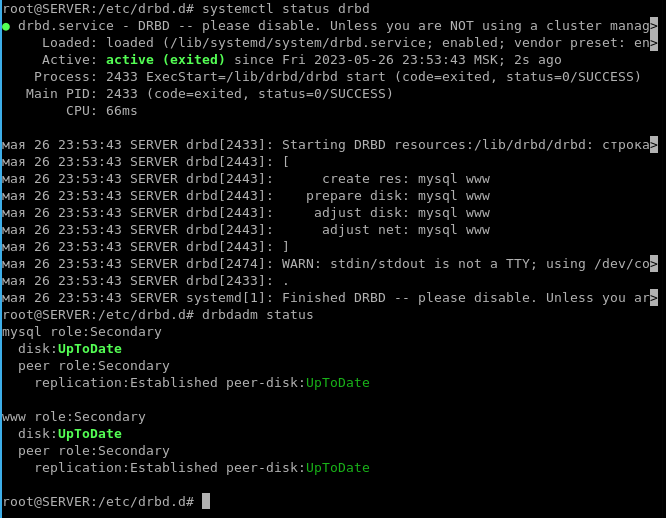 root@SERVER:/etc/drbd.d# systemctl status drbd
● drbd.service - DRBD -- please disable. Unless you are NOT using a cluster manag>
     Loaded: loaded (/lib/systemd/system/drbd.service; enabled; vendor preset: en>
     Active: active (exited) since Fri 2023-05-26 23:53:43 MSK; 2s ago
    Process: 2433 ExecStart=/lib/drbd/drbd start (code=exited, status=0/SUCCESS)
   Main PID: 2433 (code=exited, status=0/SUCCESS)
        CPU: 66ms
мая 26 23:53:43 SERVER drbd[2433]: Starting DRBD resources:/lib/drbd/drbd: строка>
мая 26 23:53:43 SERVER drbd[2443]: [
мая 26 23:53:43 SERVER drbd[2443]:      create res: mysql www
мая 26 23:53:43 SERVER drbd[2443]:    prepare disk: mysql www
мая 26 23:53:43 SERVER drbd[2443]:     adjust disk: mysql www
мая 26 23:53:43 SERVER drbd[2443]:      adjust net: mysql www
мая 26 23:53:43 SERVER drbd[2443]: ]
мая 26 23:53:43 SERVER drbd[2474]: WARN: stdin/stdout is not a TTY; using /dev/co>
мая 26 23:53:43 SERVER drbd[2433]: .
мая 26 23:53:43 SERVER systemd[1]: Finished DRBD -- please disable. Unless you ar>
root@SERVER:/etc/drbd.d# drbdadm status
mysql role:Secondary
  disk:UpToDate
  peer role:Secondary
    replication:Established peer-disk:UpToDate
www role:Secondary
  disk:UpToDate
  peer role:Secondary
    replication:Established peer-disk:UpToDate
root@SERVER:/etc/drbd.d#